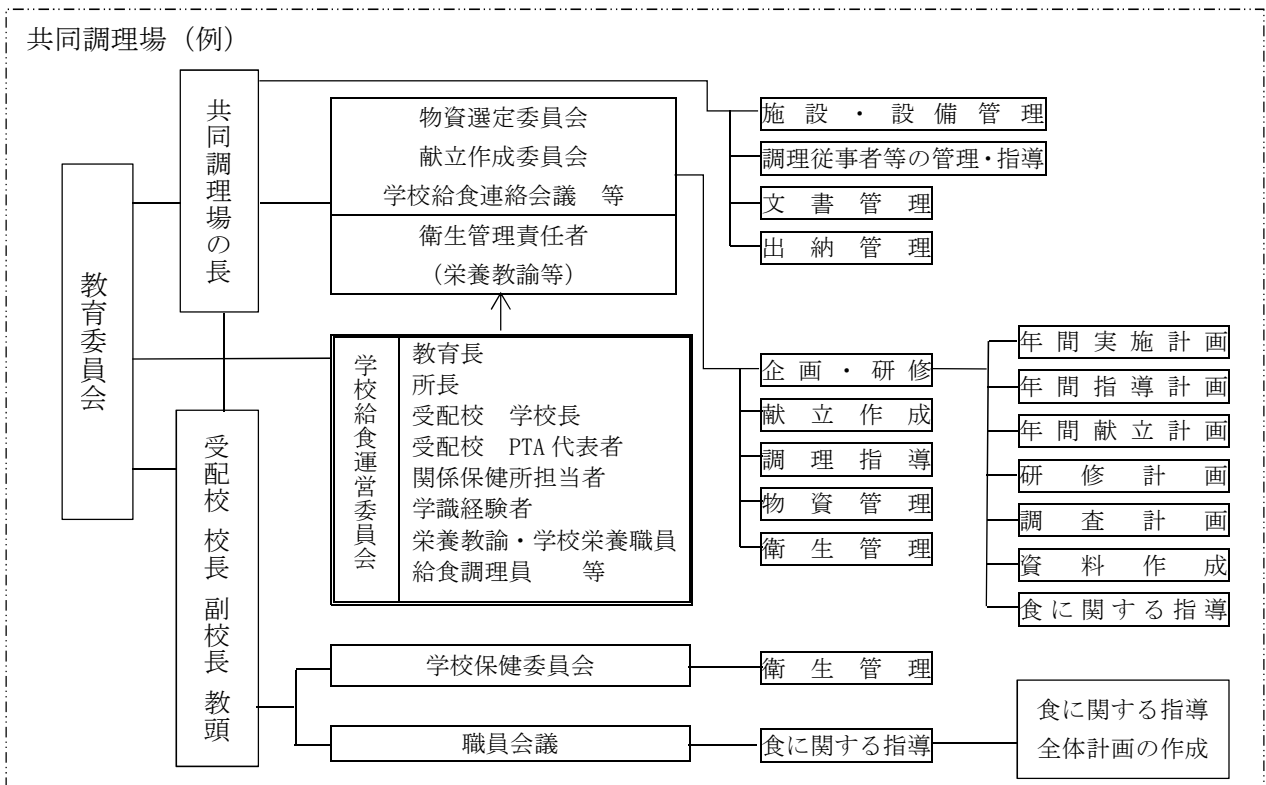 共同調理場（例）
教育委員会
共同調理場の長
物資選定委員会
献立作成委員会
学校給食連絡会議　等
衛生管理責任者
（栄養教諭等）
施設・設備管理
調理従事者等の管理・指導
文書管理
出納管理
学校給食運営委員会
教育長
所長
受配校　学校長
受配校　PTA 代表者
関係保健所担当者
学識経験者
栄養教諭・学校栄養職員
給食調理員　　等
企画・研修
献立作成
調理指導
物資管理
衛生管理
年間実施計画
年間指導計画
年間献立計画
研修計画
調査計画
資料作成
食に関する指導
受配校　校長　副校長　教頭
学校保健委員会
衛生管理
職員会議
食に関する指導
食に関する指導
全体計画の作成